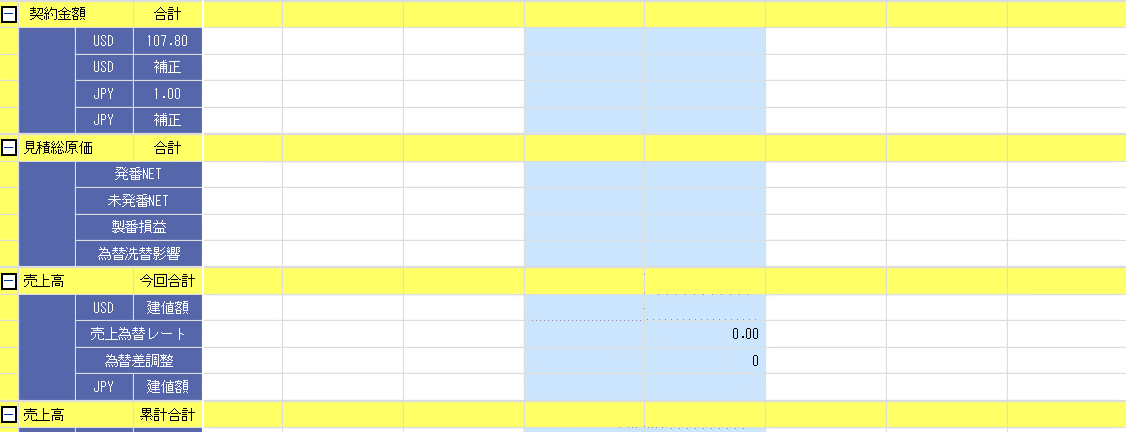 契約金額 合計
USD 107.80
USD 補正
JPY 1.00
JPY 補正
見積総原価 合計
発番NET
未発番NET
製番損益
為替洗替影響
売上高 今回合計
USD 建値額
売上為替レート 0.00
為替差調整 0
JPY 建値額
売上高 累計合計